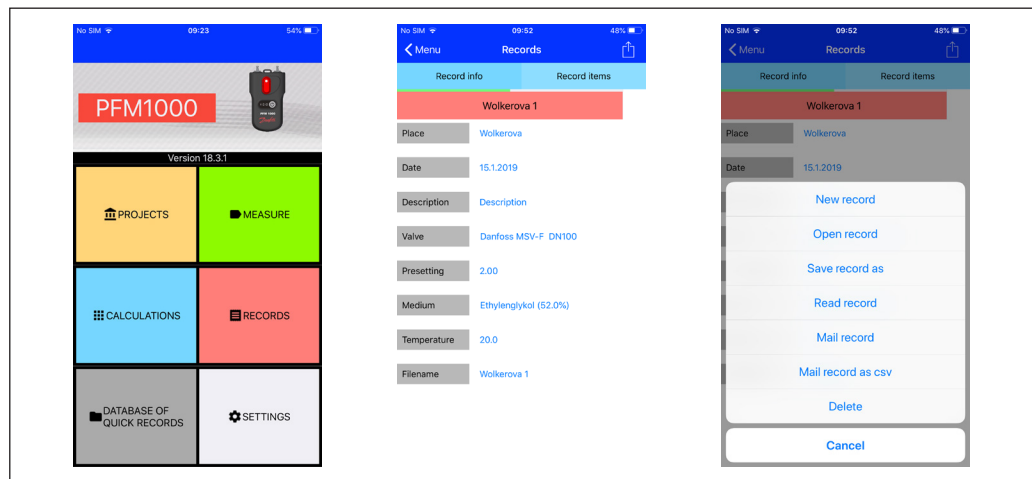 No SIM 09:23 54%
PFM1000
Version 18.3.1
PROJECTS
MEASURE
CALCULATIONS
RECORDS
DATABASE OF
QUICK RECORDS
SETTINGS
No SIM 09:52 48%
Menu Records
Record info Record items
Wolkerova 1
Place Wolkerova
Date 15.1.2019
Description Description
Valve Danfoss MSV-F DN100
Presetting 2.00
Medium Ethylenglykol (52.0%)
Temperature 20.0
Filename Wolkerova 1
No SIM 09:52 48%
Menu Records
Record info Record items
Wolkerova 1
Place Wolkerova
Date 15.1.2019
New record
Open record
Save record as
Read record
Mail record
Mail record as csv
Delete
Cancel